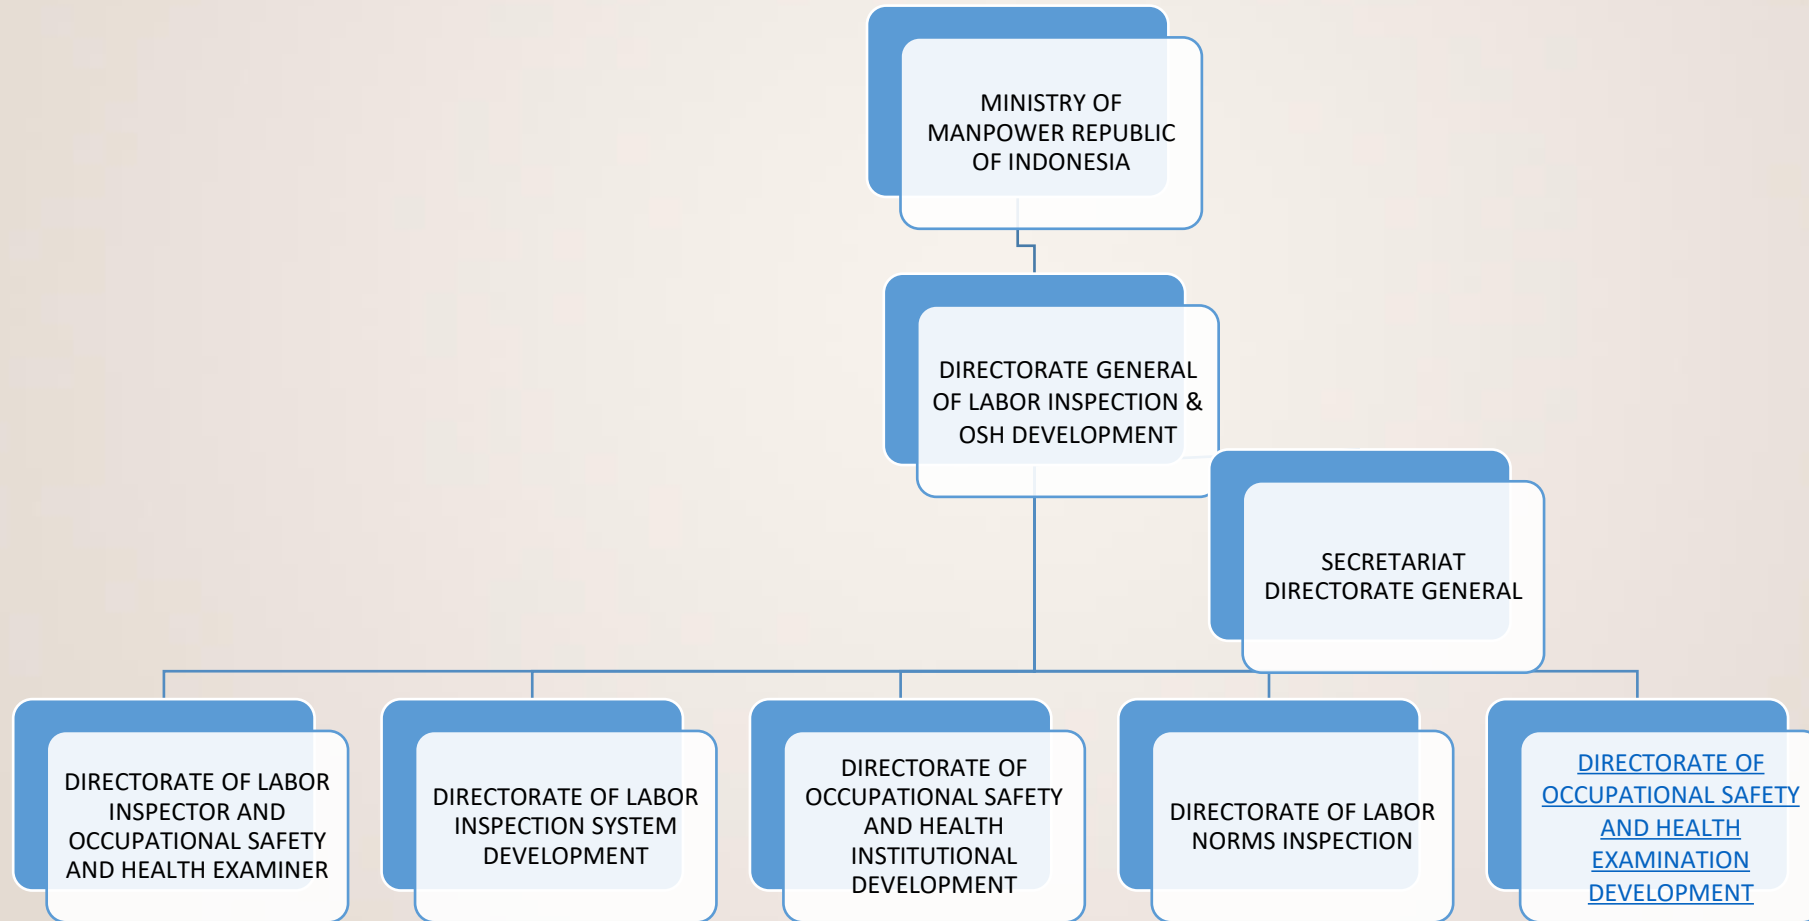 MINISTRY OF
MANPOWER REPUBLIC
OF INDONESIA
DIRECTORATE GENERAL
OF LABOR INSPECTION &
OSH DEVELOPMENT
SECRETARIAT
DIRECTORATE GENERAL
DIRECTORATE OF LABOR
INSPECTOR AND
OCCUPATIONAL SAFETY
AND HEALTH EXAMINER
DIRECTORATE OF LABOR
INSPECTION SYSTEM
DEVELOPMENT
DIRECTORATE OF
OCCUPATIONAL SAFETY
AND HEALTH
INSTITUTIONAL
DEVELOPMENT
DIRECTORATE OF LABOR
NORMS INSPECTION
DIRECTORATE OF
OCCUPATIONAL SAFETY
AND HEALTH
EXAMINATION
DEVELOPMENT